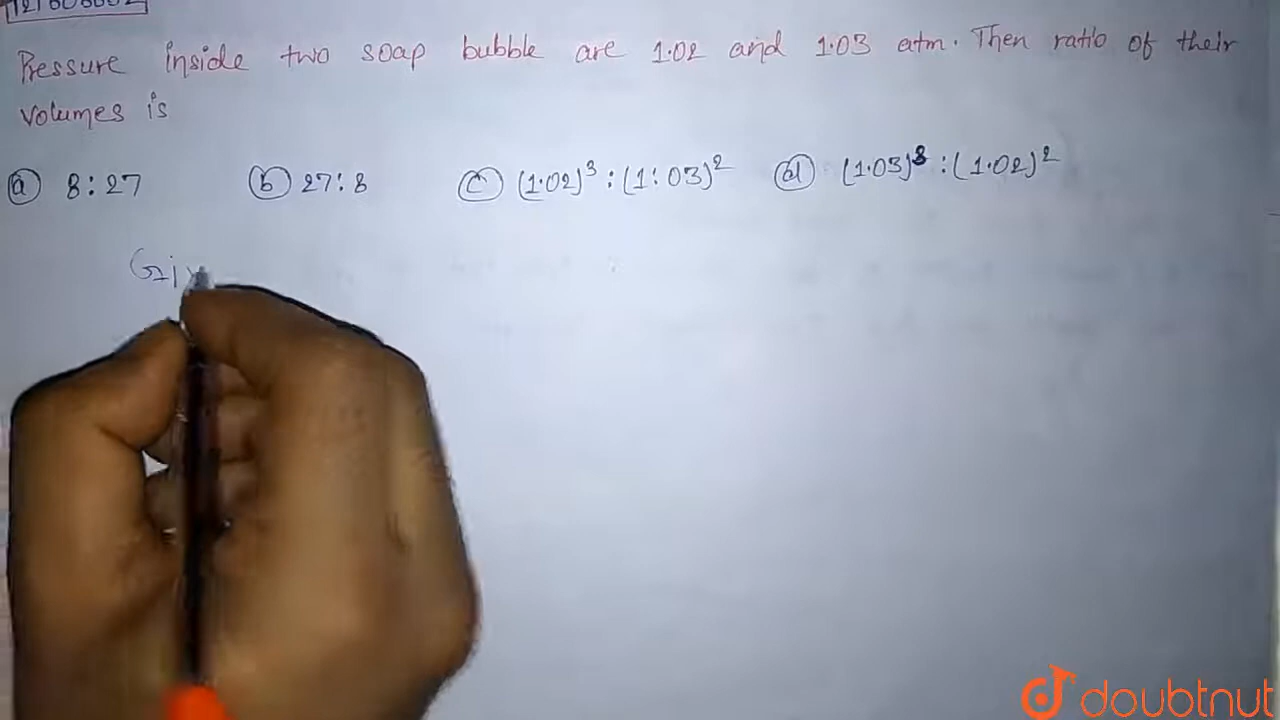 Pressure inside two soap bubble are 1.02 and 1.03 atm. Then ratio of their
volumes is
(a) 8:27 (b) 27:8 (c) (1.02)³ : (1:03)² (d) (1.03)³ : (1.02)²
Giv
doubtnut